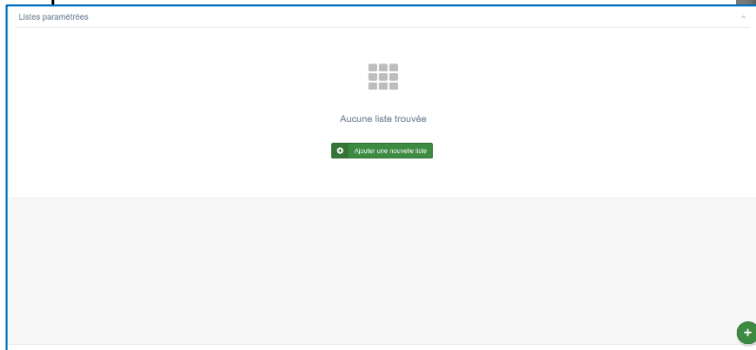 Listes paramétrées
Aucune liste trouvée
Ajouter une nouvelle liste